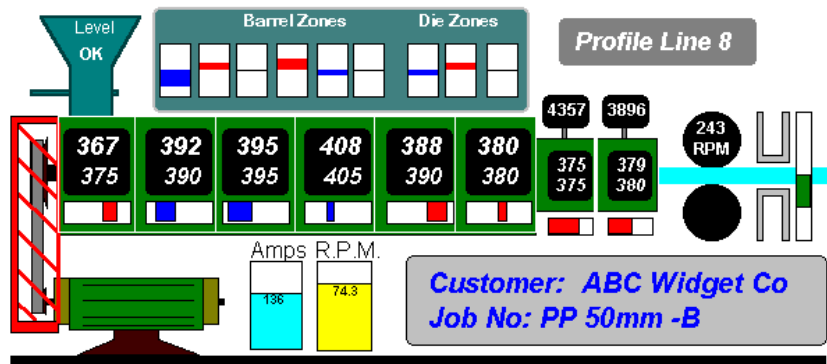 Level
OK
Barrel Zones
Die Zones
Profile Line 8
4357
3896
367
375
392
390
395
395
408
405
388
390
380
380
375
375
379
380
243
RPM
Amps
R.P.M.
136
74.3
Customer: ABC Widget Co
Job No: PP 50mm -B